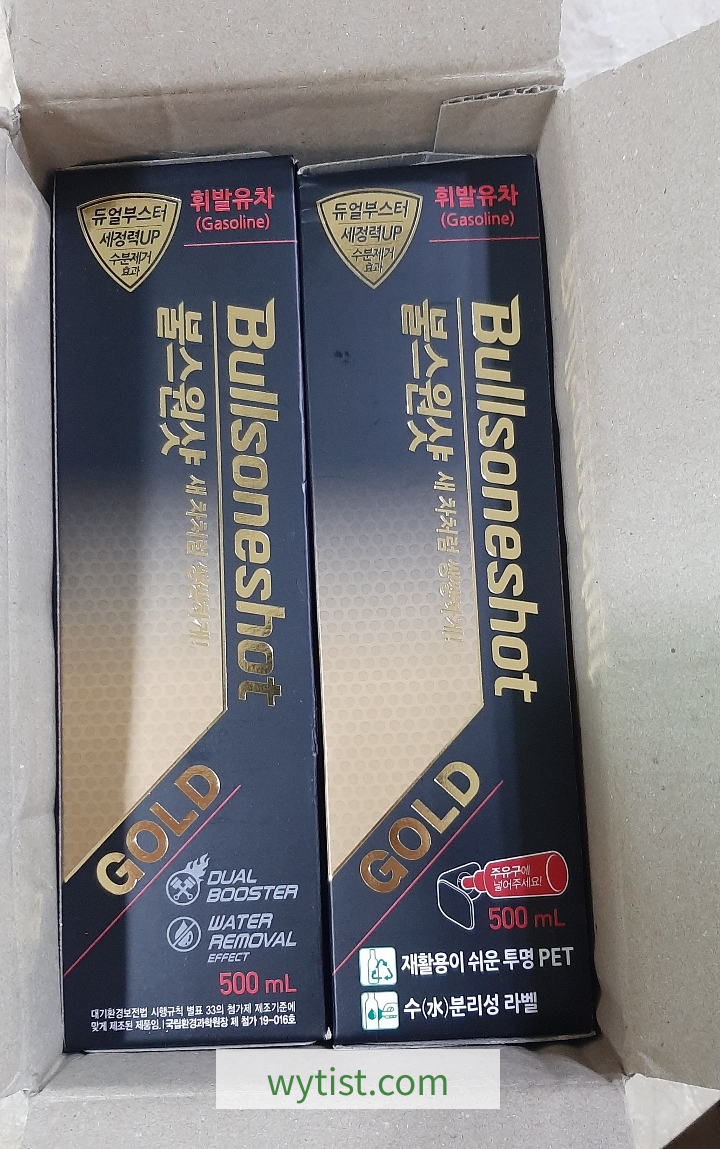 듀얼부스터
세정력UP
수분제거
효과
휘발유차
(Gasoline)
Bullsoneshot
불스원샷 새 차처럼 쌩쌩하게!
GOLD
DUAL
BOOSTER
WATER
REMOVAL
EFFECT
500 mL
대기환경보전법 시행규칙 별표 33의 첨가제 제조기준에
맞게 제조된 제품임. | 국립환경과학원장 제 첨가 19-016호
듀얼부스터
세정력UP
수분제거
효과
휘발유차
(Gasoline)
Bullsoneshot
불스원샷 새 차처럼 쌩쌩하게!
GOLD
주유구에
넣어주세요!
500 mL
재활용이 쉬운 투명 PET
수(水)분리성 라벨
wytist.com